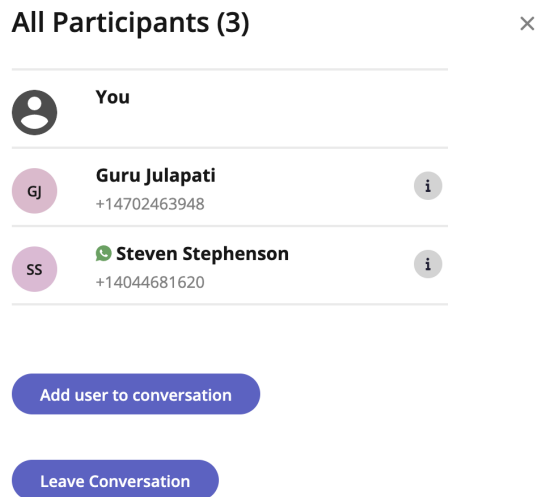 All Participants (3)
You
GJ
Guru Julapati
+14702463948
i
SS
Steven Stephenson
+14044681620
i
Add user to conversation
Leave Conversation